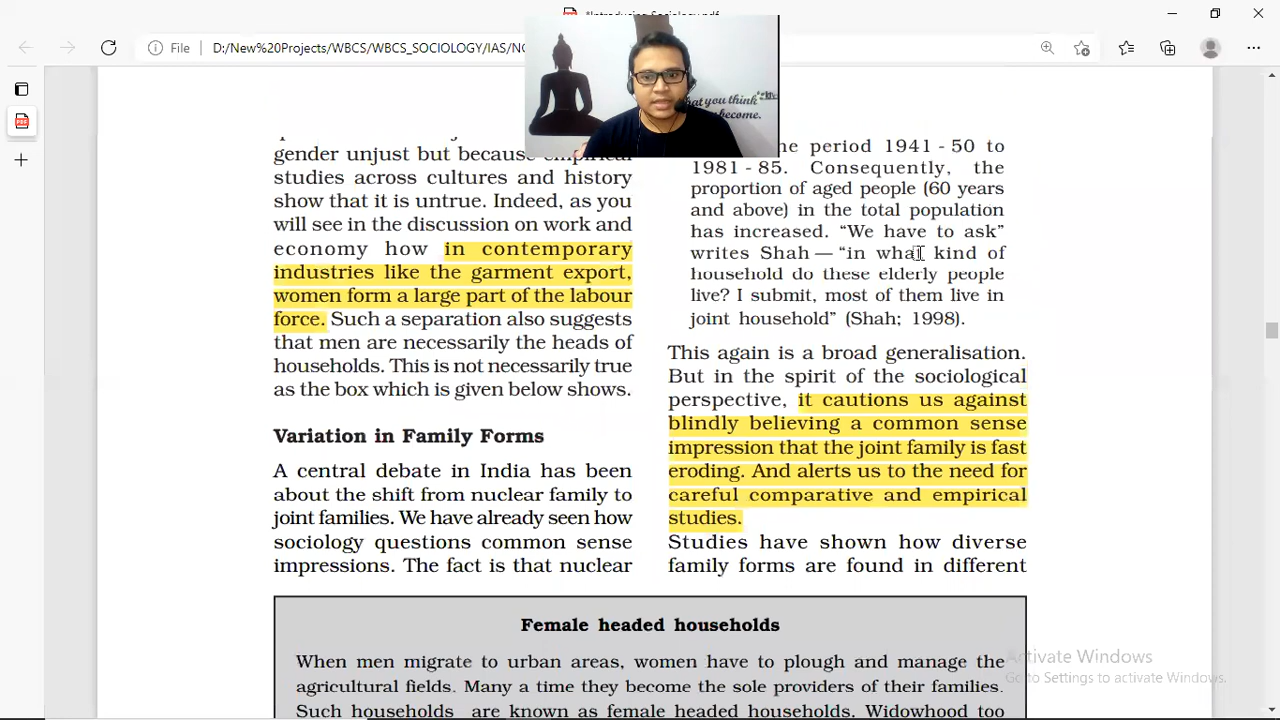 *Introducing Sociology.pdf
File D:/New%20Projects/WBCS/WBCS_SOCIOLOGY/IAS/NC
what you think
become.
gender unjust but because empirical
studies across cultures and history
show that it is untrue. Indeed, as you
will see in the discussion on work and
economy how in contemporary
industries like the garment export,
women form a large part of the labour
force. Such a separation also suggests
that men are necessarily the heads of
households. This is not necessarily true
as the box which is given below shows.
Variation in Family Forms
A central debate in India has been
about the shift from nuclear family to
joint families. We have already seen how
sociology questions common sense
impressions. The fact is that nuclear
the period 1941 - 50 to
1981 - 85. Consequently, the
proportion of aged people (60 years
and above) in the total population
has increased. “We have to ask”
writes Shah — “in what kind of
household do these elderly people
live? I submit, most of them live in
joint household” (Shah; 1998).
This again is a broad generalisation.
But in the spirit of the sociological
perspective, it cautions us against
blindly believing a common sense
impression that the joint family is fast
eroding. And alerts us to the need for
careful comparative and empirical
studies.
Studies have shown how diverse
family forms are found in different
Female headed households
When men migrate to urban areas, women have to plough and manage the
agricultural fields. Many a time they become the sole providers of their families.
Such households are known as female headed households. Widowhood too
Activate Windows
Go to Settings to activate Windows.